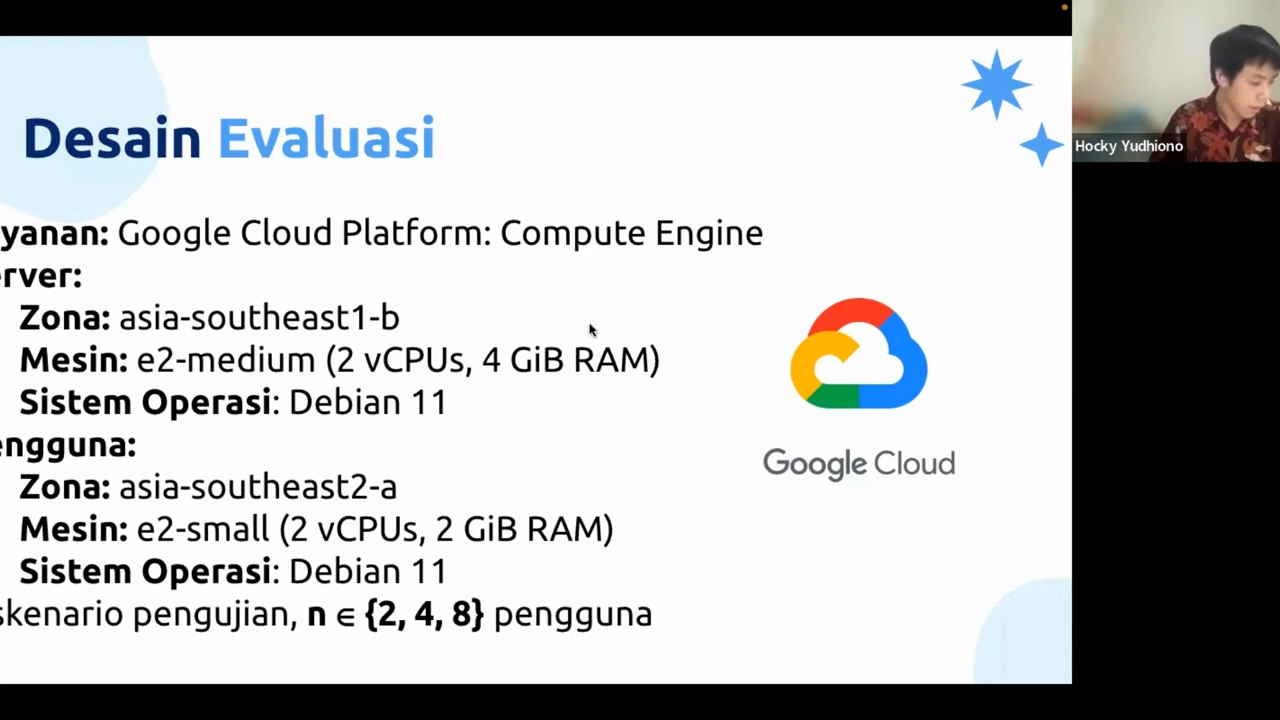 Desain Evaluasi
Hocky Yudhiono
yanan: Google Cloud Platform: Compute Engine
erver:
Zona: asia-southeast1-b
Mesin: e2-medium (2 vCPUs, 4 GiB RAM)
Sistem Operasi: Debian 11
engguna:
Zona: asia-southeast2-a
Mesin: e2-small (2 vCPUs, 2 GiB RAM)
Sistem Operasi: Debian 11
skenario pengujian, n ∈ {2, 4, 8} pengguna
Google Cloud